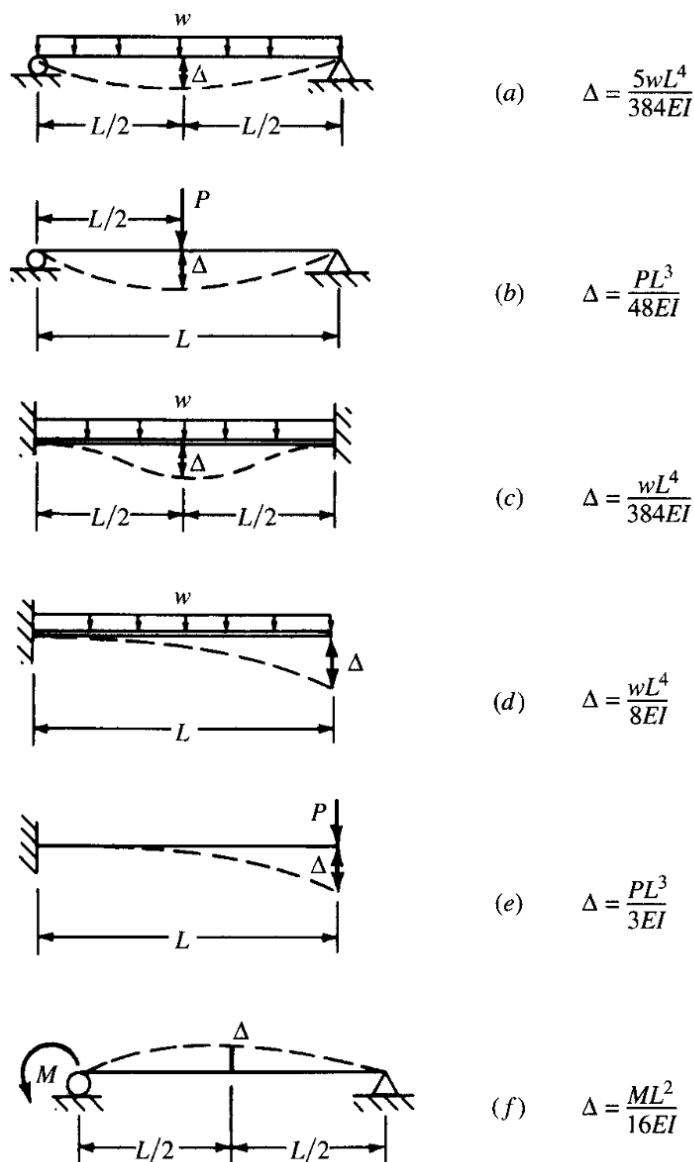 w
Δ
L/2 L/2
(a) Δ = 5wL⁴/384EI
P
L/2
Δ
L
(b) Δ = PL³/48EI
w
Δ
L/2 L/2
(c) Δ = wL⁴/384EI
w
Δ
L
(d) Δ = wL⁴/8EI
P
Δ
L
(e) Δ = PL³/3EI
Δ
M
L/2 L/2
(f) Δ = ML²/16EI